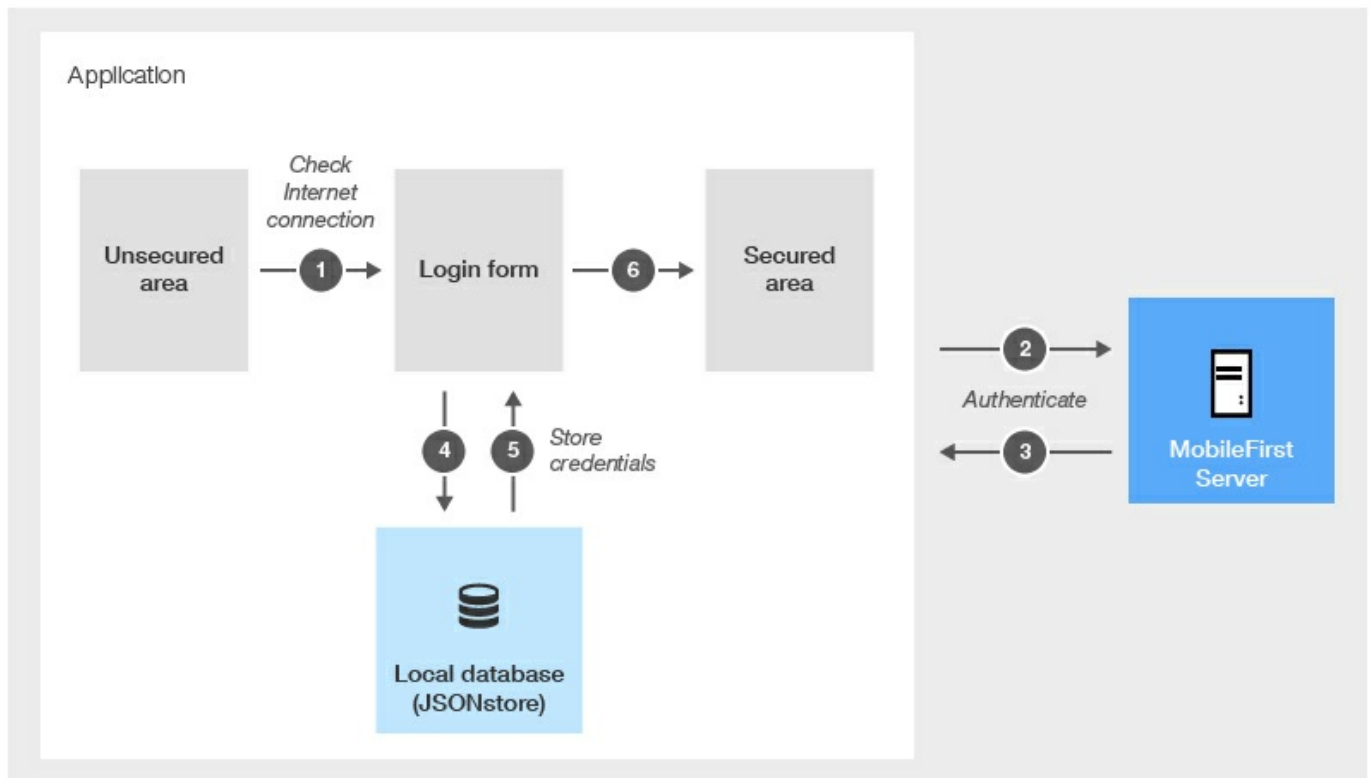 Application
Check
Internet
connection
Unsecured
area
1
Login form
6
Secured
area
2
Authenticate
3
MobileFirst
Server
4
5
Store
credentials
Local database
(JSONstore)